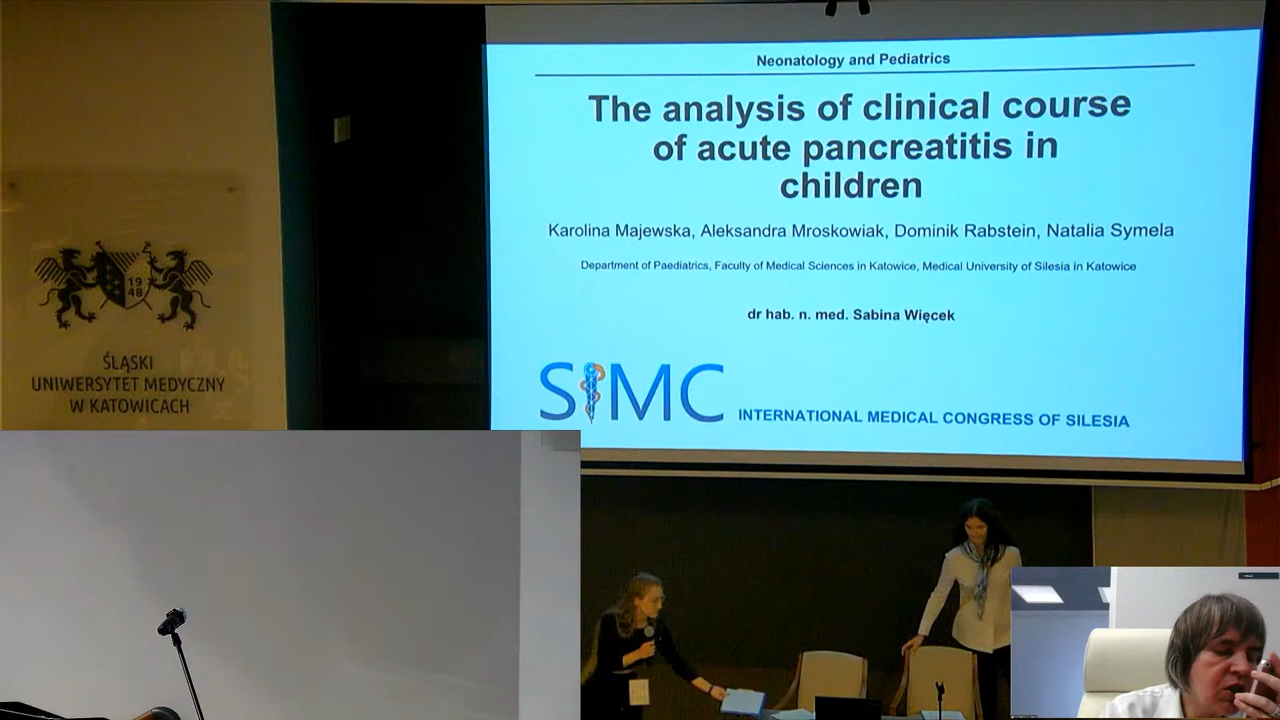 Neonatology and Pediatrics
The analysis of clinical course
of acute pancreatitis in
children
Karolina Majewska, Aleksandra Mroskowiak, Dominik Rabstein, Natalia Symela
Department of Paediatrics, Faculty of Medical Sciences in Katowice, Medical University of Silesia in Katowice
dr hab. n. med. Sabina Więcek
SIMC INTERNATIONAL MEDICAL CONGRESS OF SILESIA
19
48
ŚLĄSKI
UNIWERSYTET MEDYCZNY
W KATOWICACH